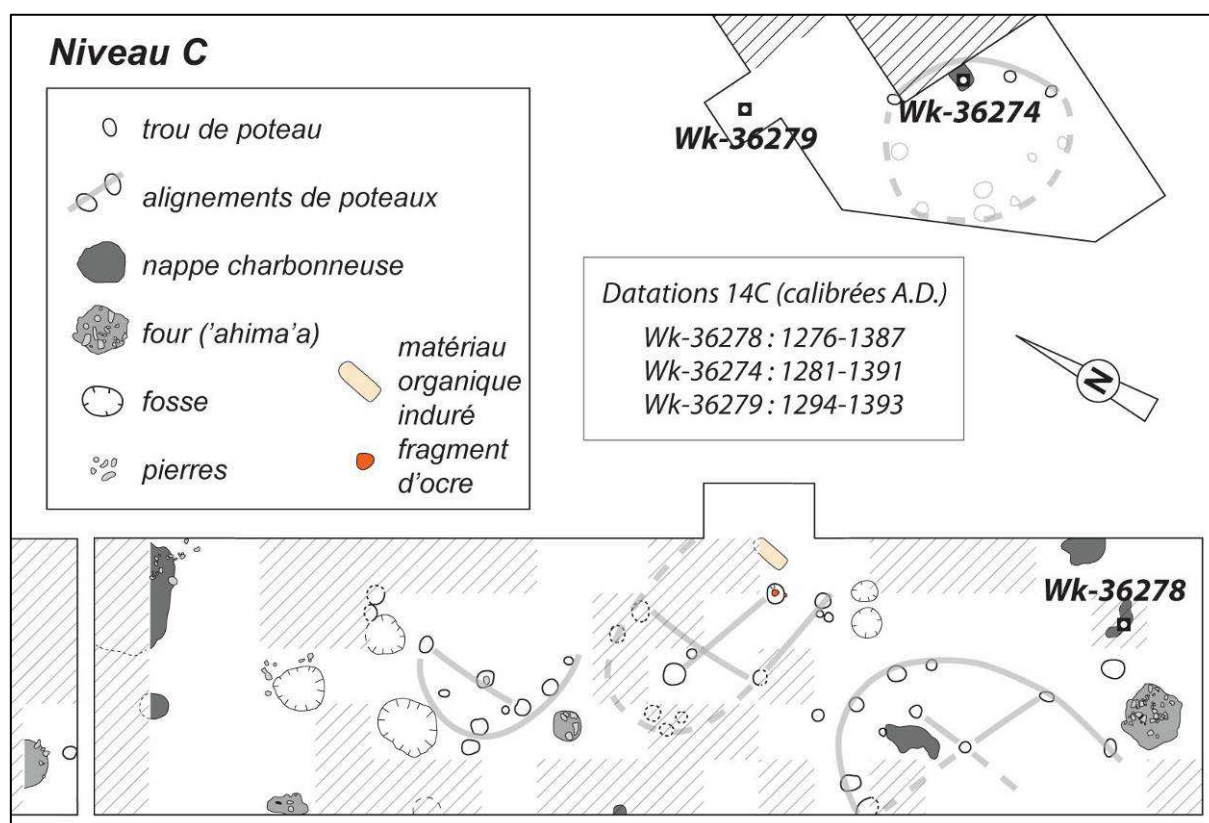 Niveau C
trou de poteau
alignements de poteaux
nappe charbonneuse
four ('ahima'a)
fosse
pierres
matériau
organique
induré
fragment
d'ocre
Wk-36279
Wk-36274
Datations 14C (calibrées A.D.)
Wk-36278 : 1276-1387
Wk-36274 : 1281-1391
Wk-36279 : 1294-1393
N
Wk-36278